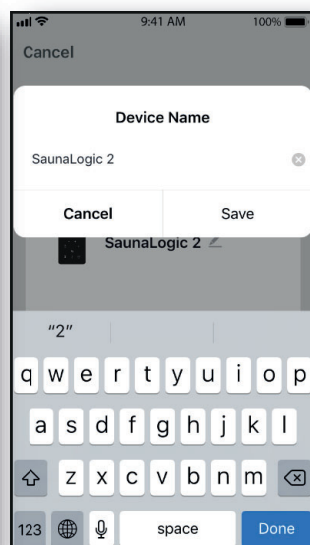 9:41 AM 100%
Cancel
Device Name
SaunaLogic 2
Cancel Save
SaunaLogic 2
“2”
q w e r t y u i o p
a s d f g h j k l
z x c v b n m
123 space Done